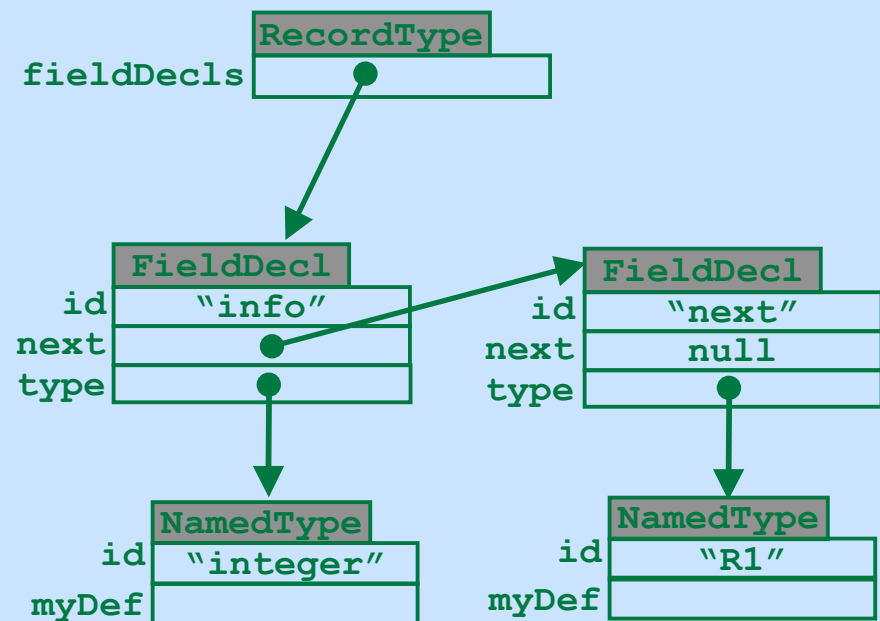 RecordType
fieldDecls
FieldDecl
id “info”
next
type
FieldDecl
id “next”
next null
type
NamedType
id “integer”
myDef
NamedType
id “R1”
myDef